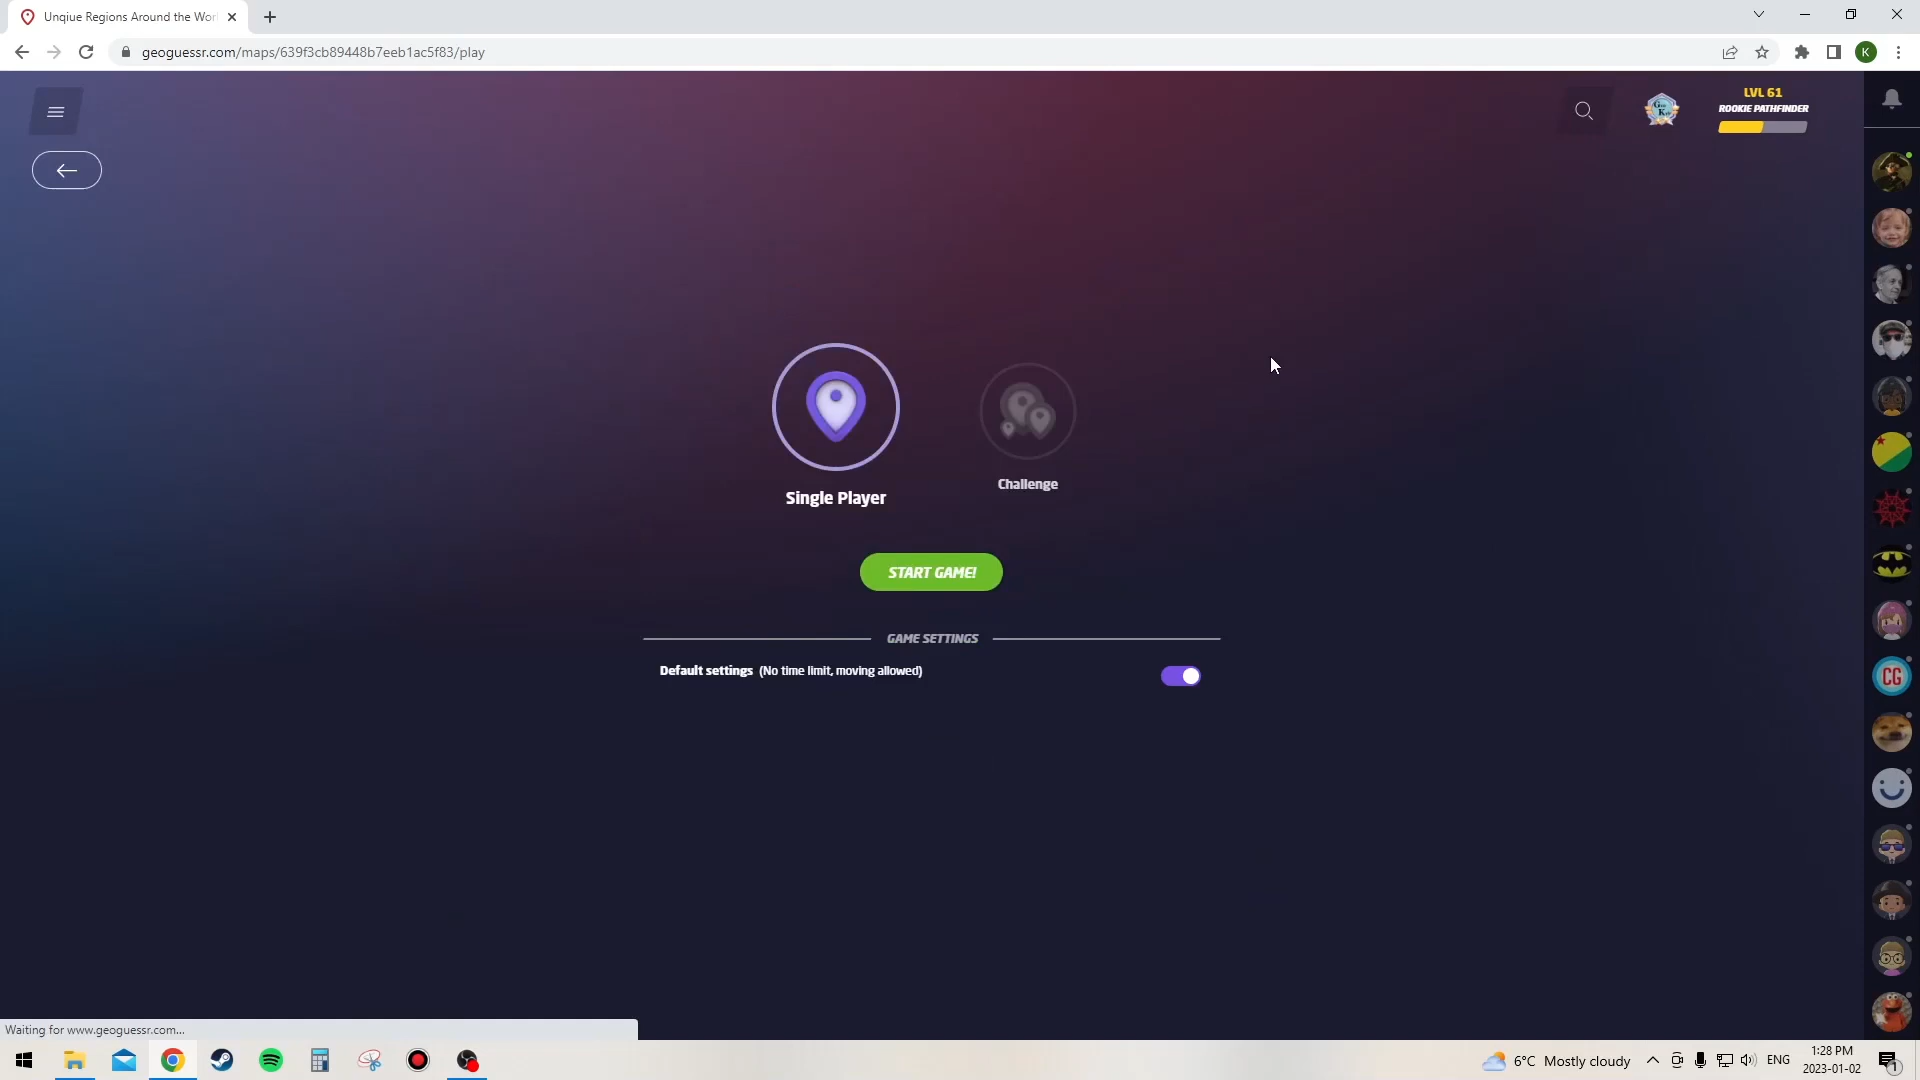 Unqiue Regions Around the Wor
geoguessr.com/maps/639f3cb89448b7eeb1ac5f83/play
K
LVL 61
ROOKIE PATHFINDER
Single Player
Challenge
START GAME!
GAME SETTINGS
Default settings (No time limit, moving allowed)
CG
Waiting for www.geoguessr.com...
6°C Mostly cloudy
ENG
1:28 PM
2023-01-02
1